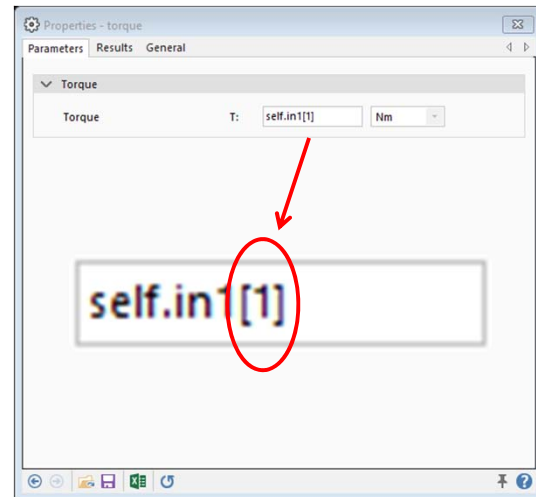 Properties - torque
Parameters Results General
Torque
Torque T: self.in1[1] Nm
self.in1[1]